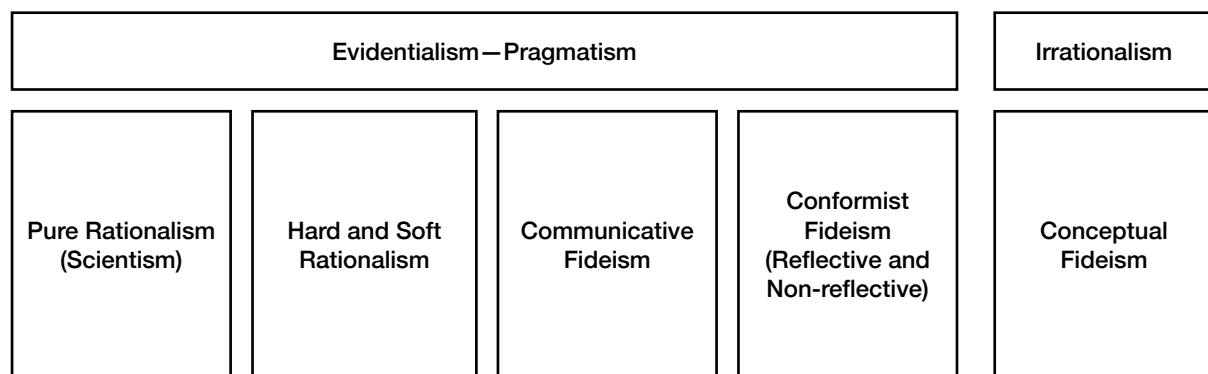 Evidentialism—Pragmatism
Irrationalism
Pure Rationalism
(Scientism)
Hard and Soft
Rationalism
Communicative
Fideism
Conformist
Fideism
(Reflective and
Non-reflective)
Conceptual
Fideism